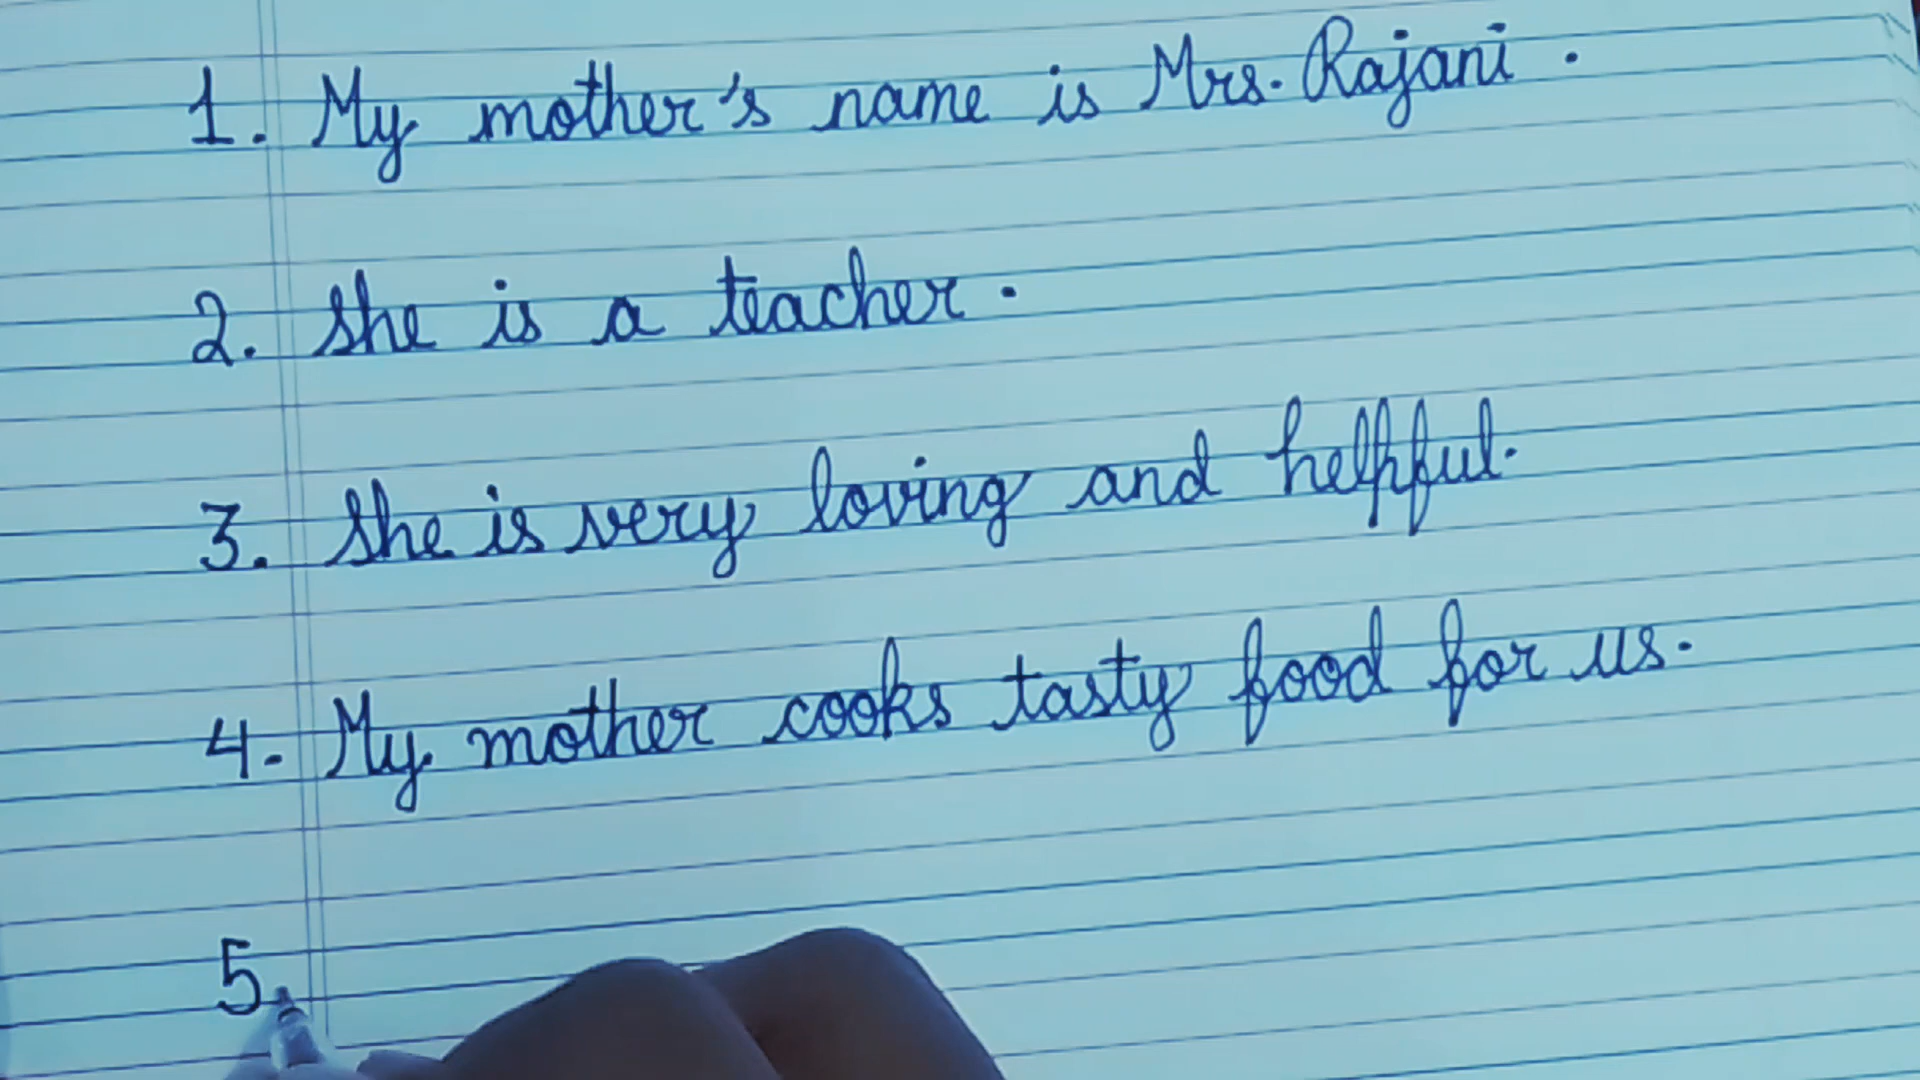 1. My mother's name is Mrs. Rajani.
2. She is a teacher.
3. She is very loving and helpful.
4. My mother cooks tasty food for us.
5.